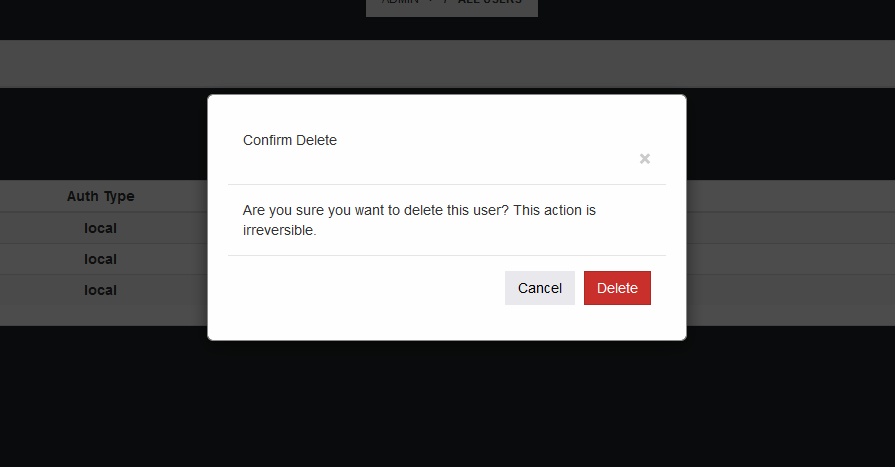 ADMIN / ALL USERS
Confirm Delete
×
Auth Type
Are you sure you want to delete this user? This action is
irreversible.
local
local
local
Cancel Delete